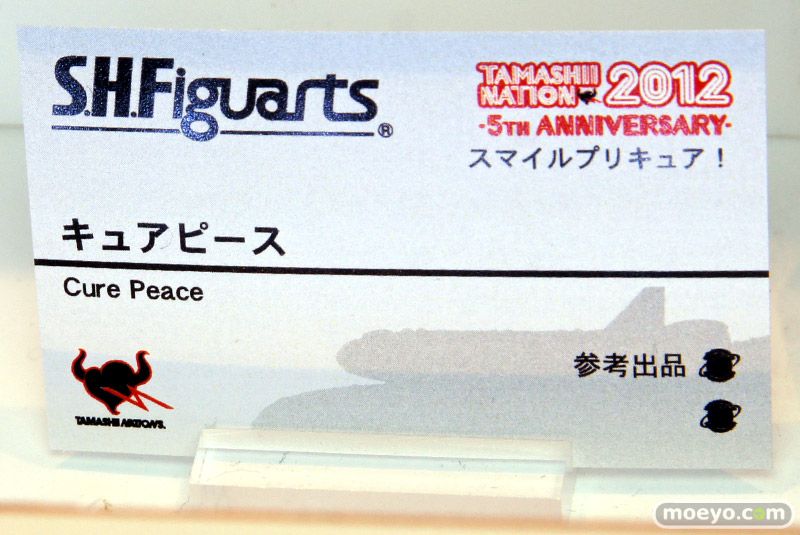 S.H.Figuarts®
TAMASHII
NATION 2012
-5TH ANNIVERSARY-
スマイルプリキュア！
キュアピース
Cure Peace
参考出品
TAMASHII NATIONS.
moeyo.com